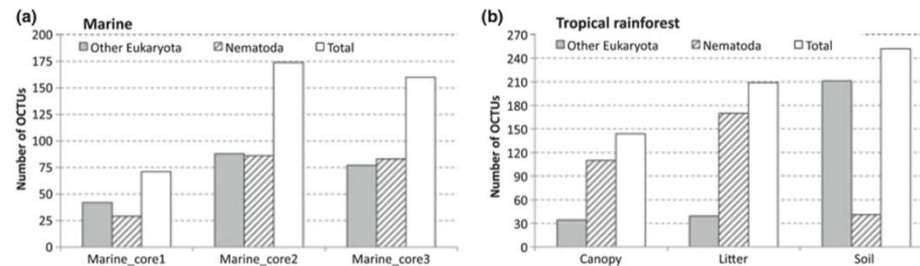 (a)
Marine
Number of OCTUs
200
175
150
125
100
75
50
25
0
Other Eukaryota Nematoda Total
Marine_core1 Marine_core2 Marine_core3
(b)
Tropical rainforest
Number of OCTUs
270
240
210
180
150
120
90
60
30
0
Other Eukaryota Nematoda Total
Canopy Litter Soil